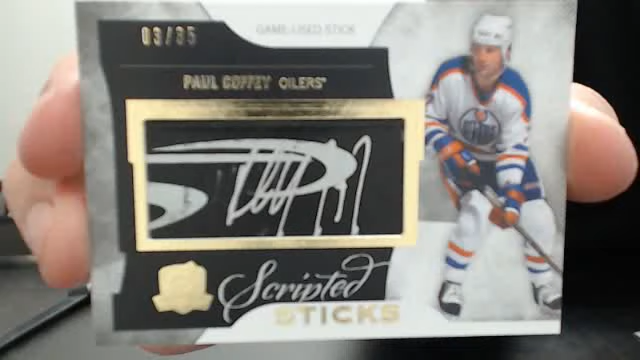 03/35
GAME-USED STICK
PAUL COFFEY OILERS
Scripted
STICKS